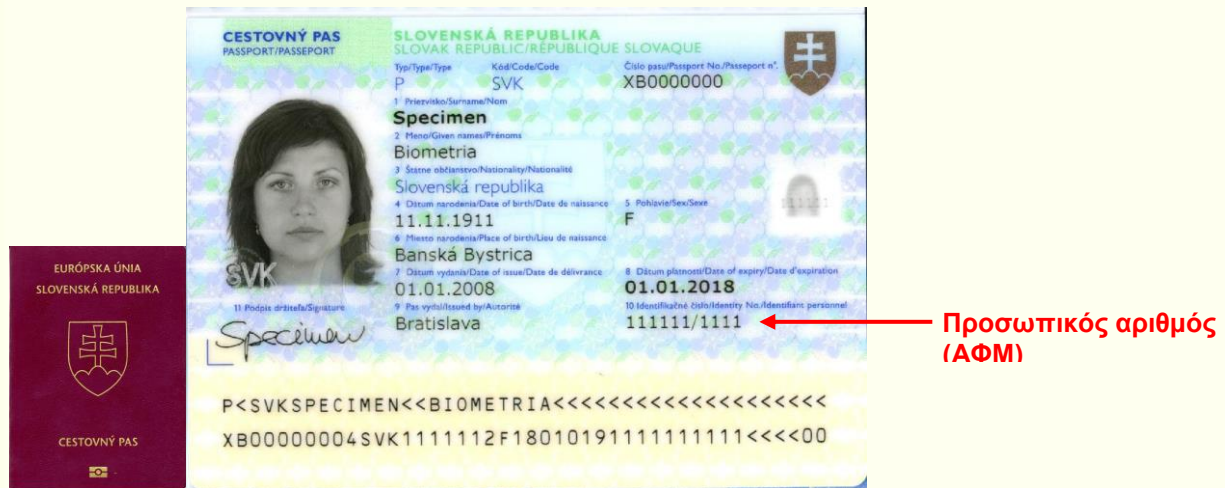 CESTOVNÝ PAS
PASSPORT/PASSEPORT
SLOVENSKÁ REPUBLIKA
SLOVAK REPUBLIC/RÉPUBLIQUE SLOVAQUE
Typ/Type/Type Kód/Code/Code Číslo pasu/Passport No./Passeport n°.
P SVK XB0000000
1 Priezvisko/Surname/Nom
Specimen
2 Meno/Given names/Prénoms
Biometria
3 Štátne občianstvo/Nationality/Nationalité
Slovenská republika
4 Dátum narodenia/Date of birth/Date de naissance 5 Pohlavie/Sex/Sexe
11.11.1911 F
6 Miesto narodenia/Place of birth/Lieu de naissance
Banská Bystrica
7 Dátum vydania/Date of issue/Date de délivrance 8 Dátum platnosti/Date of expiry/Date d'expiration
01.01.2008 01.01.2018
9 Pas vydal/Issued by/Autorité 10 Identifikačné číslo/Identity No./Identifiant personnel
Bratislava 111111/1111
SVK
11 Podpis držiteľa/Signature
Specimen
P<SVKSPECIMEN<<BIOMETRIA<<<<<<<<<<<<<<<<<<<<
XB00000004SVK1111112F18010191111111111<<<<00
EURÓPSKA ÚNIA
SLOVENSKÁ REPUBLIKA
CESTOVNÝ PAS
Προσωπικός αριθμός
(ΑΦΜ)